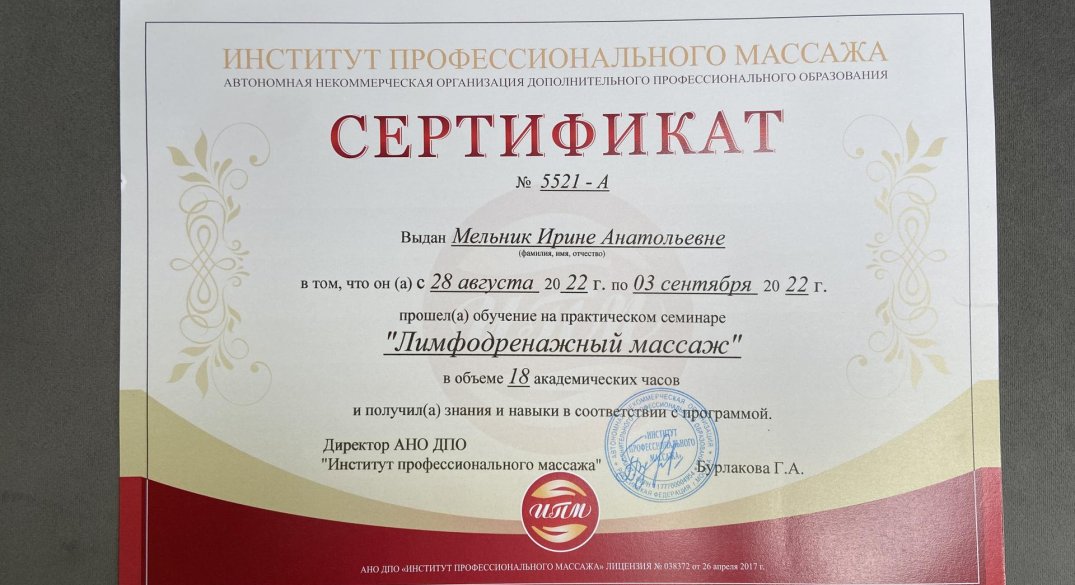 ИНСТИТУТ ПРОФЕССИОНАЛЬНОГО МАССАЖА
АВТОНОМНАЯ НЕКОММЕРЧЕСКАЯ ОРГАНИЗАЦИЯ ДОПОЛНИТЕЛЬНОГО ПРОФЕССИОНАЛЬНОГО ОБРАЗОВАНИЯ
СЕРТИФИКАТ
№ 5521 - А
Выдан Мельник Ирине Анатольевне
(фамилия, имя, отчество)
в том, что он (а) с 28 августа 20 22 г. по 03 сентября 20 22 г.
прошел(а) обучение на практическом семинаре
"Лимфодренажный массаж"
в объеме 18 академических часов
и получил(а) знания и навыки в соответствии с программой.
Директор АНО ДПО
"Институт профессионального массажа" Бурлакова Г.А.
«ИНСТИТУТ
ПРОФЕССИОНАЛЬНОГО
МАССАЖА»
ИПМ
АНО ДПО «ИНСТИТУТ ПРОФЕССИОНАЛЬНОГО МАССАЖА» ЛИЦЕНЗИЯ № 038372 от 26 апреля 2017 г.